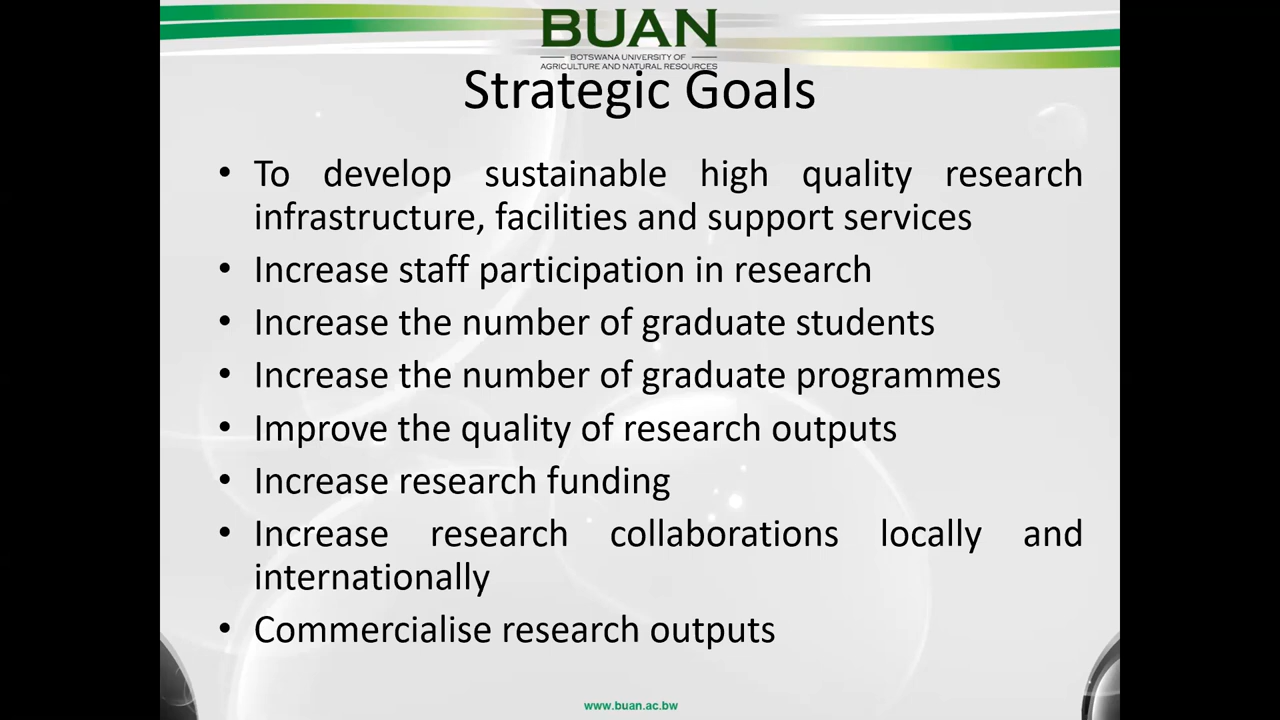 BUAN
BOTSWANA UNIVERSITY OF
AGRICULTURE AND NATURAL RESOURCES
Strategic Goals
• To develop sustainable high quality research
infrastructure, facilities and support services
• Increase staff participation in research
• Increase the number of graduate students
• Increase the number of graduate programmes
• Improve the quality of research outputs
• Increase research funding
• Increase research collaborations locally and
internationally
• Commercialise research outputs
www.buan.ac.bw